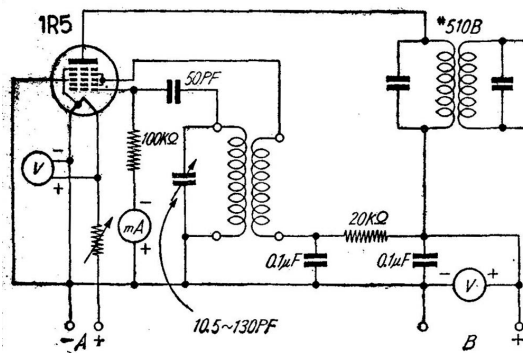 1R5
*510B
50PF
100KΩ
V
-
+
mA
-
+
20KΩ
0.1μF
0.1μF
-
V
+
10.5~130PF
-A+
B
+